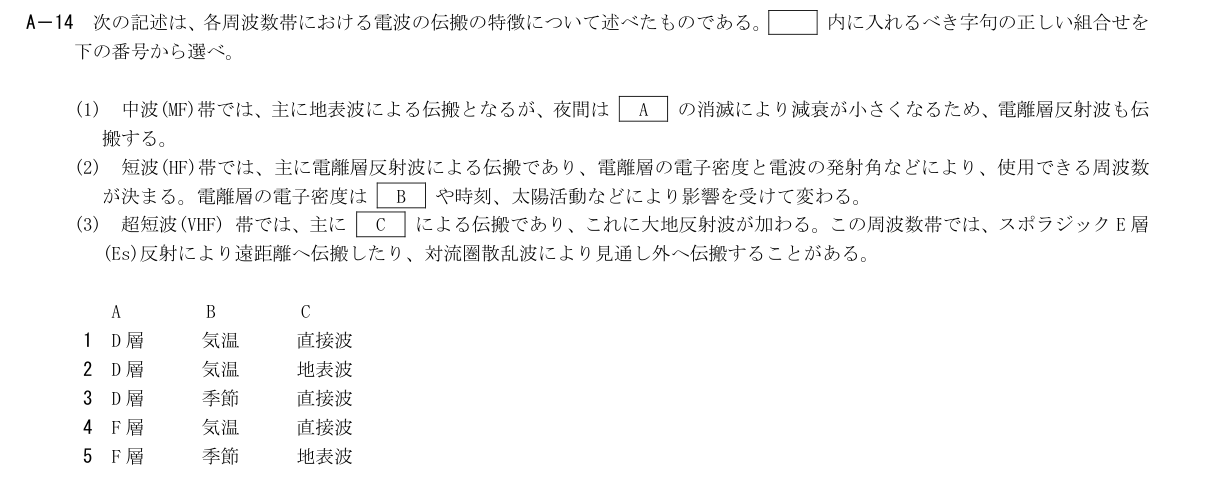 A－14 次の記述は、各周波数帯における電波の伝搬の特徴について述べたものである。 内に入れるべき字句の正しい組合せを
下の番号から選べ。
(1) 中波(MF)帯では、主に地表波による伝搬となるが、夜間は A の消滅により減衰が小さくなるため、電離層反射波も伝
搬する。
(2) 短波(HF)帯では、主に電離層反射波による伝搬であり、電離層の電子密度と電波の発射角などにより、使用できる周波数
が決まる。電離層の電子密度は B や時刻、太陽活動などにより影響を受けて変わる。
(3) 超短波(VHF) 帯では、主に C による伝搬であり、これに大地反射波が加わる。この周波数帯では、スポラジック E 層
(Es)反射により遠距離へ伝搬したり、対流圏散乱波により見通し外へ伝搬することがある。
A B C
1 D 層 気温 直接波
2 D 層 気温 地表波
3 D 層 季節 直接波
4 F 層 気温 直接波
5 F 層 季節 地表波